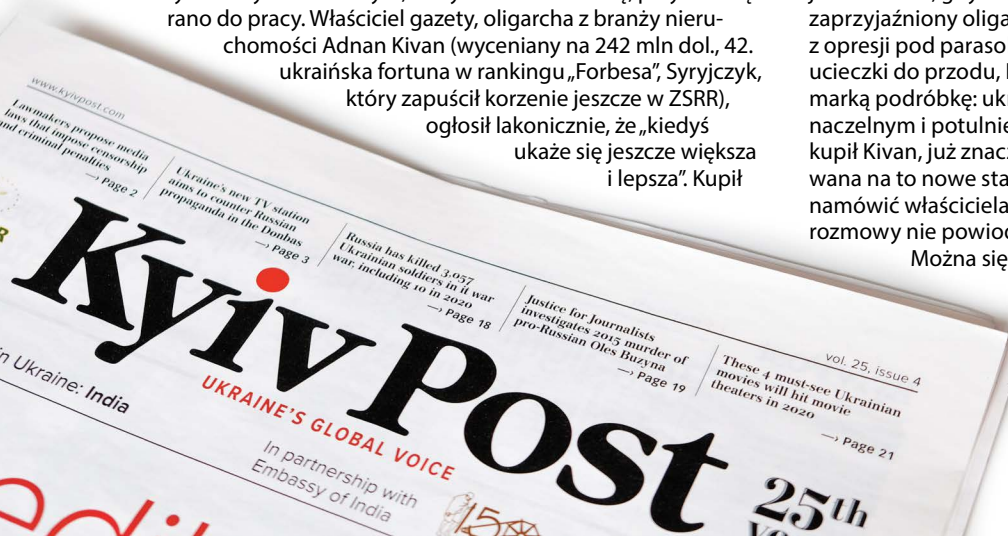 rano do pracy. Właściciel gazety, oligarcha z branży nieru-
chomości Adnan Kivan (wyceniany na 242 mln dol., 42.
ukraińska fortuna w rankingu „Forbesa”, Syryjczyk,
który zapuścił korzenie jeszcze w ZSRR),
ogłosił lakonicznie, że „kiedyś
ukaże się jeszcze większa
i lepsza”. Kupił
zaprzyjaźniony oliga
z opresji pod paraso
ucieczki do przodu,
marką podróbkę: uk
naczelnym i potulnie
kupił Kivan, już znac
wana na to nowe sta
namówić właściciela
rozmowy nie powio
Można się
www.kyivpost.com
Lawmakers propose media
laws that impose censorship
and criminal penalties
→ Page 2
Ukraine's new TV station
aims to counter Russian
propaganda in the Donbas
→ Page 3
Russia has killed 3,057
Ukrainian soldiers in it war
war, including 10 in 2020
→ Page 18
Justice for Journalists
investigates 2015 murder of
pro-Russian Oles Buzyna
→ Page 19
These 4 must-see Ukrainian
movies will hit movie
theaters in 2020
→ Page 21
vol. 25, issue 4
Kyiv Post
UKRAINE'S GLOBAL VOICE
in Ukraine: India
In partnership with
Embassy of India
150
25th